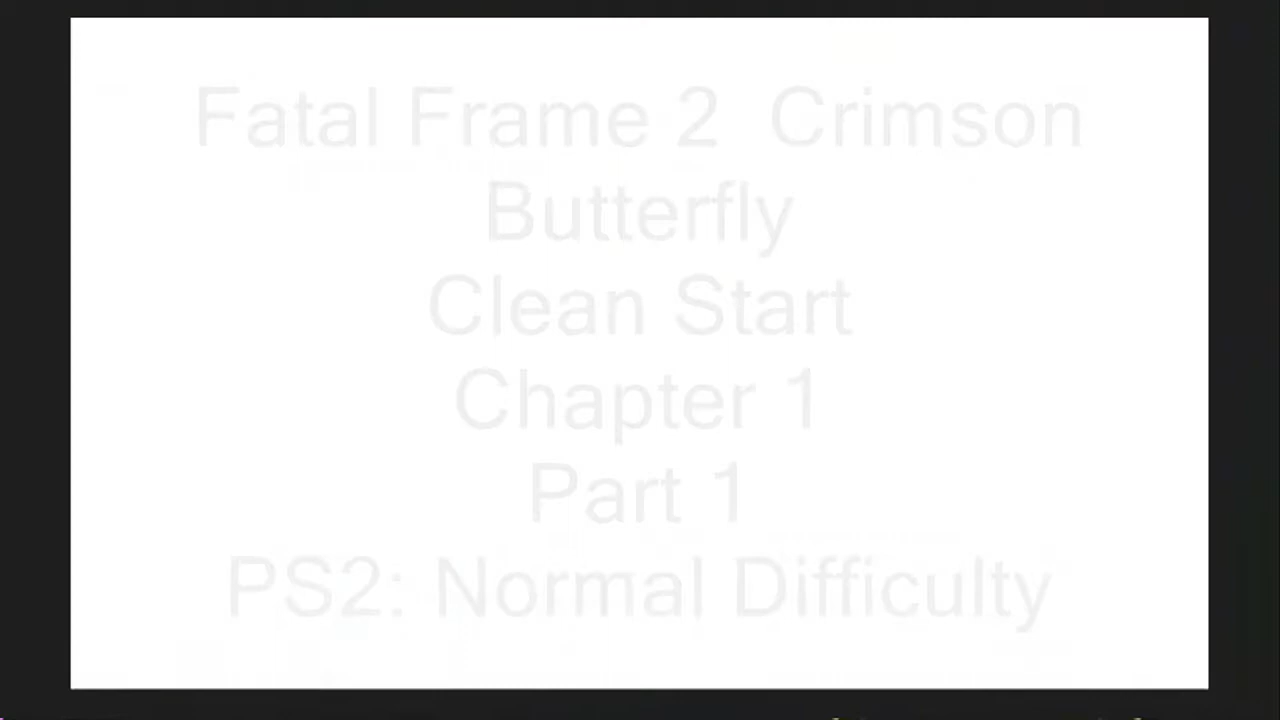 Fatal Frame 2  Crimson
Butterfly
Clean Start
Chapter 1
Part 1
PS2: Normal Difficulty